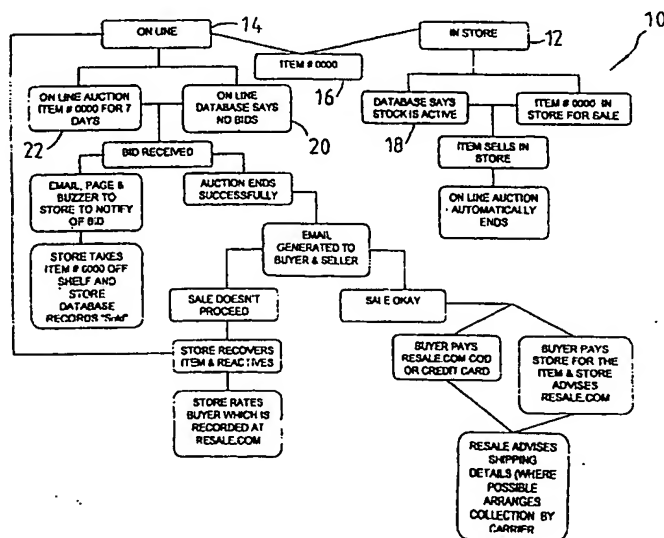 14
10
ON LINE
IN STORE
12
ITEM # 0000
16
ON LINE AUCTION
ITEM # 0000 FOR 7
DAYS
22
ON LINE
DATABASE SAYS
NO BIDS
20
DATABASE SAYS
STOCK IS ACTIVE
18
ITEM # 0000 IN
STORE FOR SALE
BID RECEIVED
ITEM SELLS IN
STORE
EMAIL, PAGE &
BUZZER TO
STORE TO NOTIFY
OF BID
AUCTION ENDS
SUCCESSFULLY
ON LINE AUCTION
AUTOMATICALLY
ENDS
EMAIL
GENERATED TO
BUYER & SELLER
STORE TAKES
ITEM # 0000 OFF
SHELF AND
STORE
DATABASE
RECORDS "Sold"
SALE DOESN'T
PROCEED
SALE OKAY
STORE RECOVERS
ITEM & REACTIVES
BUYER PAYS
RESALE.COM COD
OR CREDIT CARD
BUYER PAYS
STORE FOR THE
ITEM & STORE
ADVISES
RESALE.COM
STORE RATES
BUYER WHICH IS
RECORDED AT
RESALE.COM
RESALE ADVISES
SHIPPING
DETAILS (WHERE
POSSIBLE
ARRANGES
COLLECTION BY
CARRIER